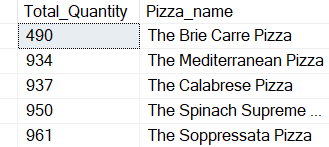 Total_Quantity Pizza_name
490 The Brie Carre Pizza
934 The Mediterranean Pizza
937 The Calabrese Pizza
950 The Spinach Supreme ...
961 The Soppressata Pizza